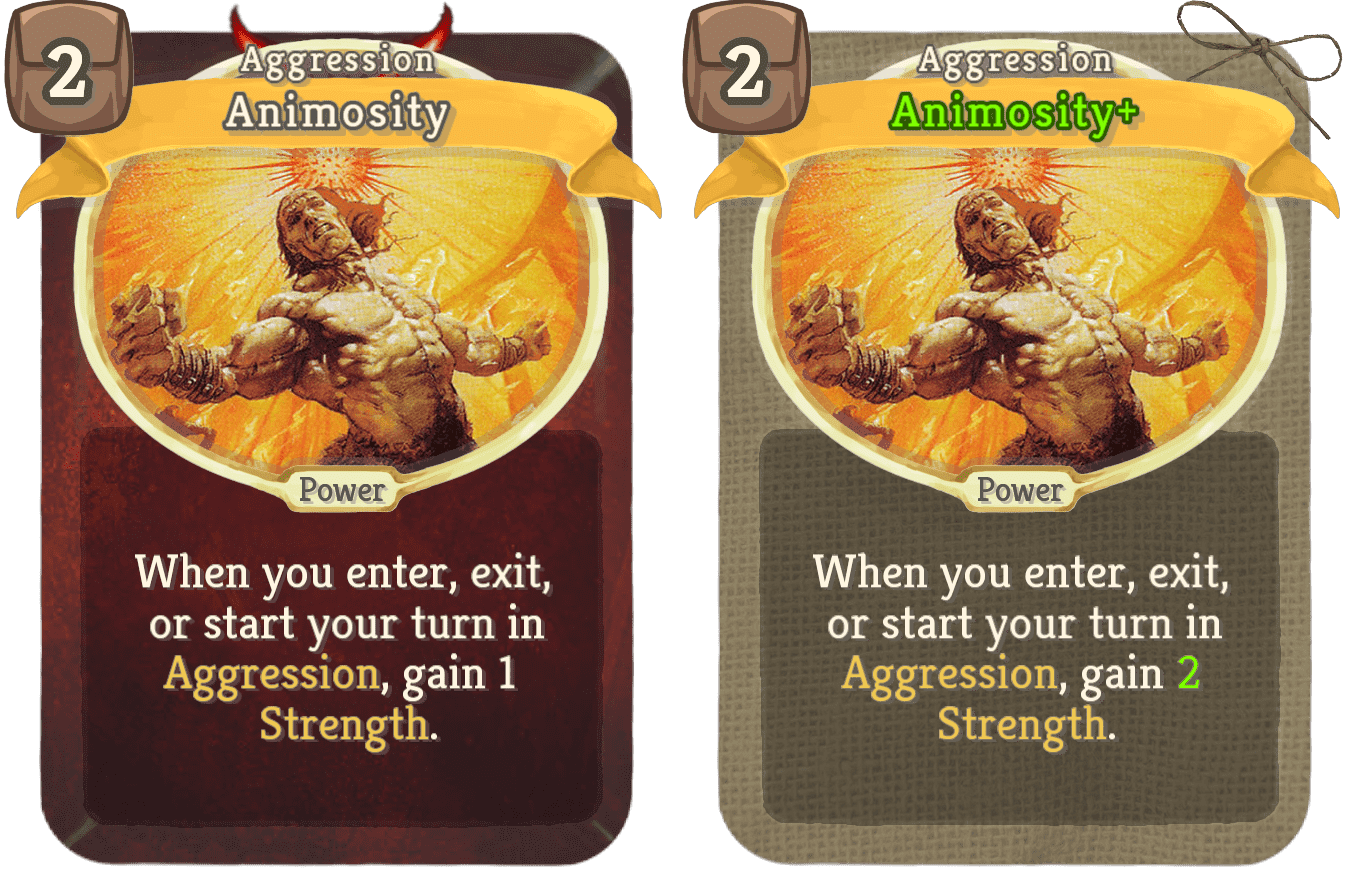 2
Aggression
Animosity
Power
When you enter, exit,
or start your turn in
Aggression, gain 1
Strength.
2
Aggression
Animosity+
Power
When you enter, exit,
or start your turn in
Aggression, gain 2
Strength.